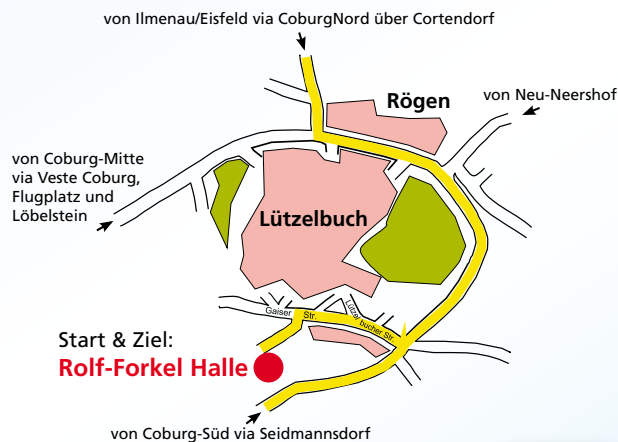 von Ilmenau/Eisfeld via CoburgNord über Cortendorf
Rögen
von Neu-Neershof
von Coburg-Mitte
via Veste Coburg,
Flugplatz und
Löbelstein
Lützelbuch
Gaiser Str.
Lützelbucher Str.
Start & Ziel:
Rolf-Forkel Halle
von Coburg-Süd via Seidmannsdorf